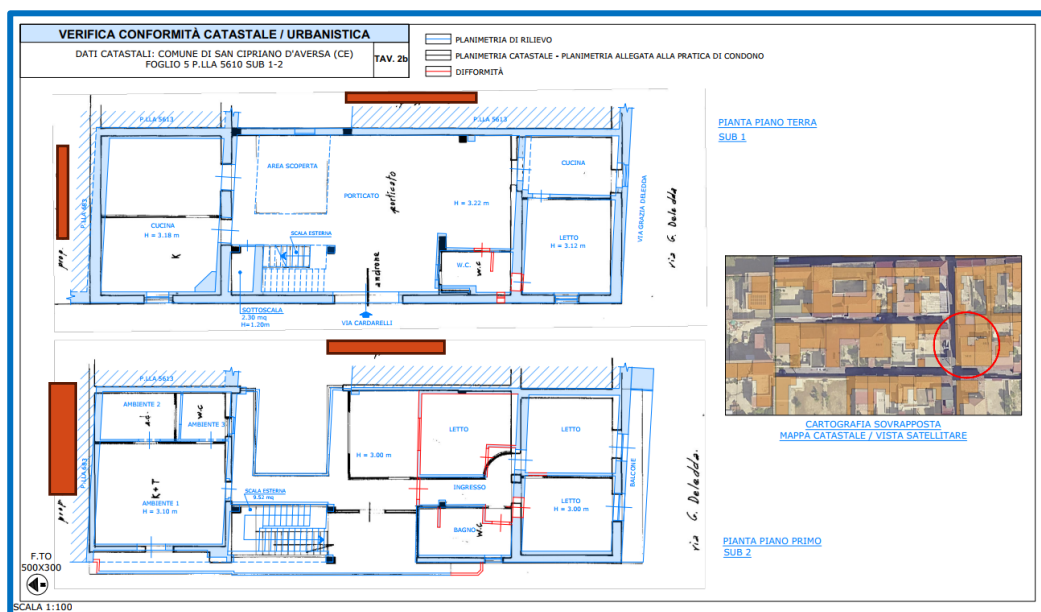 VERIFICA CONFORMITÀ CATASTALE / URBANISTICA
DATI CATASTALI: COMUNE DI SAN CIPRIANO D'AVERSA (CE)
FOGLIO 5 P.LLA 5610 SUB 1-2
TAV. 2b
PLANIMETRIA DI RILIEVO
PLANIMETRIA CATASTALE - PLANIMETRIA ALLEGATA ALLA PRATICA DI CONDONO
DIFFORMITÀ
P.LLA 5613
P.LLA 5613
PIANTA PIANO TERRA
SUB 1
AREA SCOPERTA
CUCINA
PORTICATO
porticato
H = 3.22 m
CUCINA
H = 3.18 m
K
SCALA ESTERNA
LETTO
H = 3.12 m
W.C.
W.C
VIA GRAZIA DELEDDA
via G. Deledda
prop.
androne
SOTTOSCALA
2.30 mq
H=1.20m
VIA CARDARELLI
P.LLA 5613
AMBIENTE 2
W.C
AMBIENTE 3
LETTO
LETTO
H = 3.00 m
K+T
AMBIENTE 1
H = 3.10 m
SCALA ESTERNA
9.52 mq
INGRESSO
LETTO
H = 3.00 m
BAGNO
W.C
BALCONE
via G. Deledda.
prop
CARTOGRAFIA SOVRAPPOSTA
MAPPA CATASTALE / VISTA SATELLITARE
PIANTA PIANO PRIMO
SUB 2
F.TO
500X300
SCALA 1:100